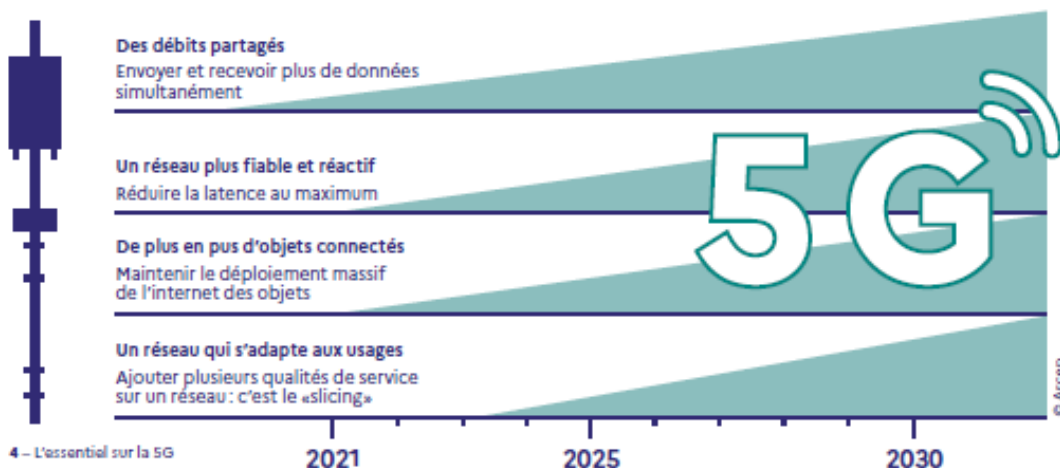 Des débits partagés
Envoyer et recevoir plus de données
simultanément
Un réseau plus fiable et réactif
Réduire la latence au maximum
De plus en pus d'objets connectés
Maintenir le déploiement massif
de l'internet des objets
Un réseau qui s'adapte aux usages
Ajouter plusieurs qualités de service
sur un réseau : c'est le «slicing»
5G
© Arcep
4 – L'essentiel sur la 5G
2021
2025
2030